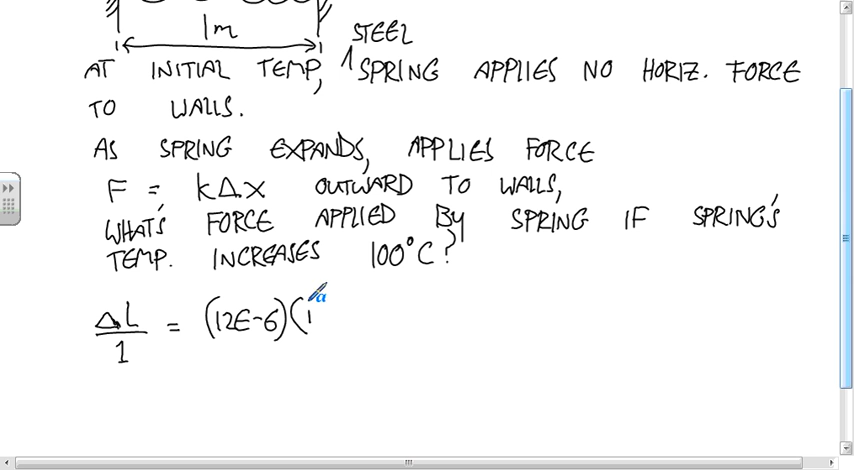 1m
STEEL
AT INITIAL TEMP, SPRING APPLIES NO HORIZ. FORCE
TO WALLS.
AS SPRING EXPANDS, APPLIES FORCE
F = kΔx OUTWARD TO WALLS,
WHAT'S FORCE APPLIED BY SPRING IF SPRING'S
TEMP. INCREASES 100°C?
ΔL/1 = (12E-6)(1